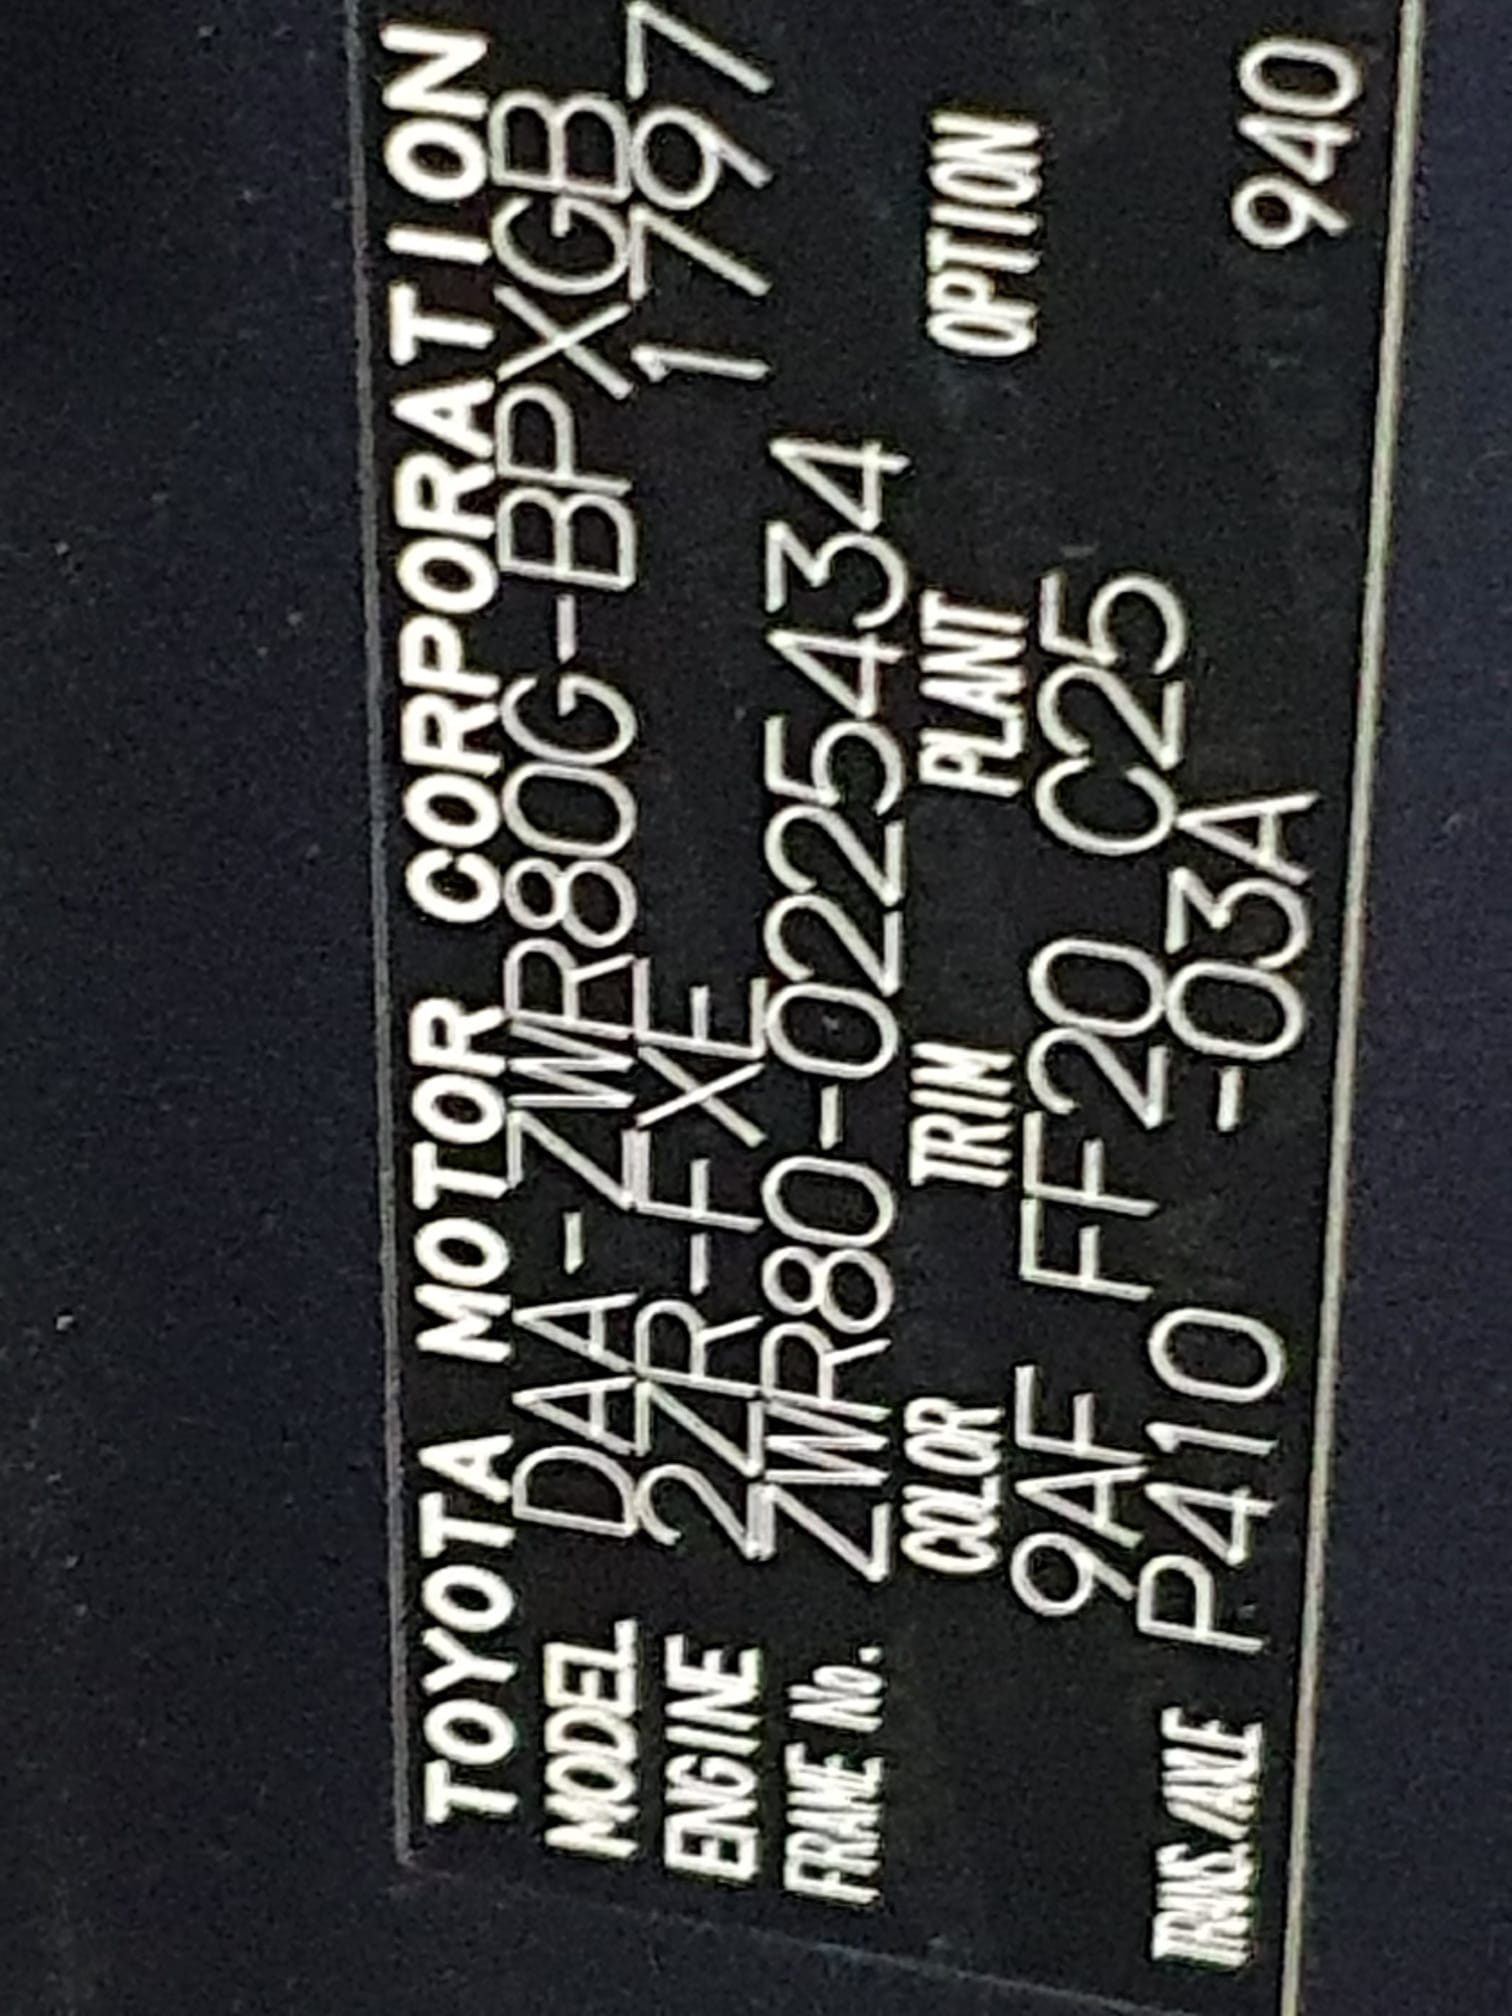 TOYOTA MOTOR CORPORATION
MODEL DAA-ZWR80G-BPXGB
ENGINE 2ZR-FXE 1797
FRAME No. ZWR80-0225434
COLOR TRIM PLANT OPTION
9AF FF20 C25
TRANS./AXLE P410 -03A 940